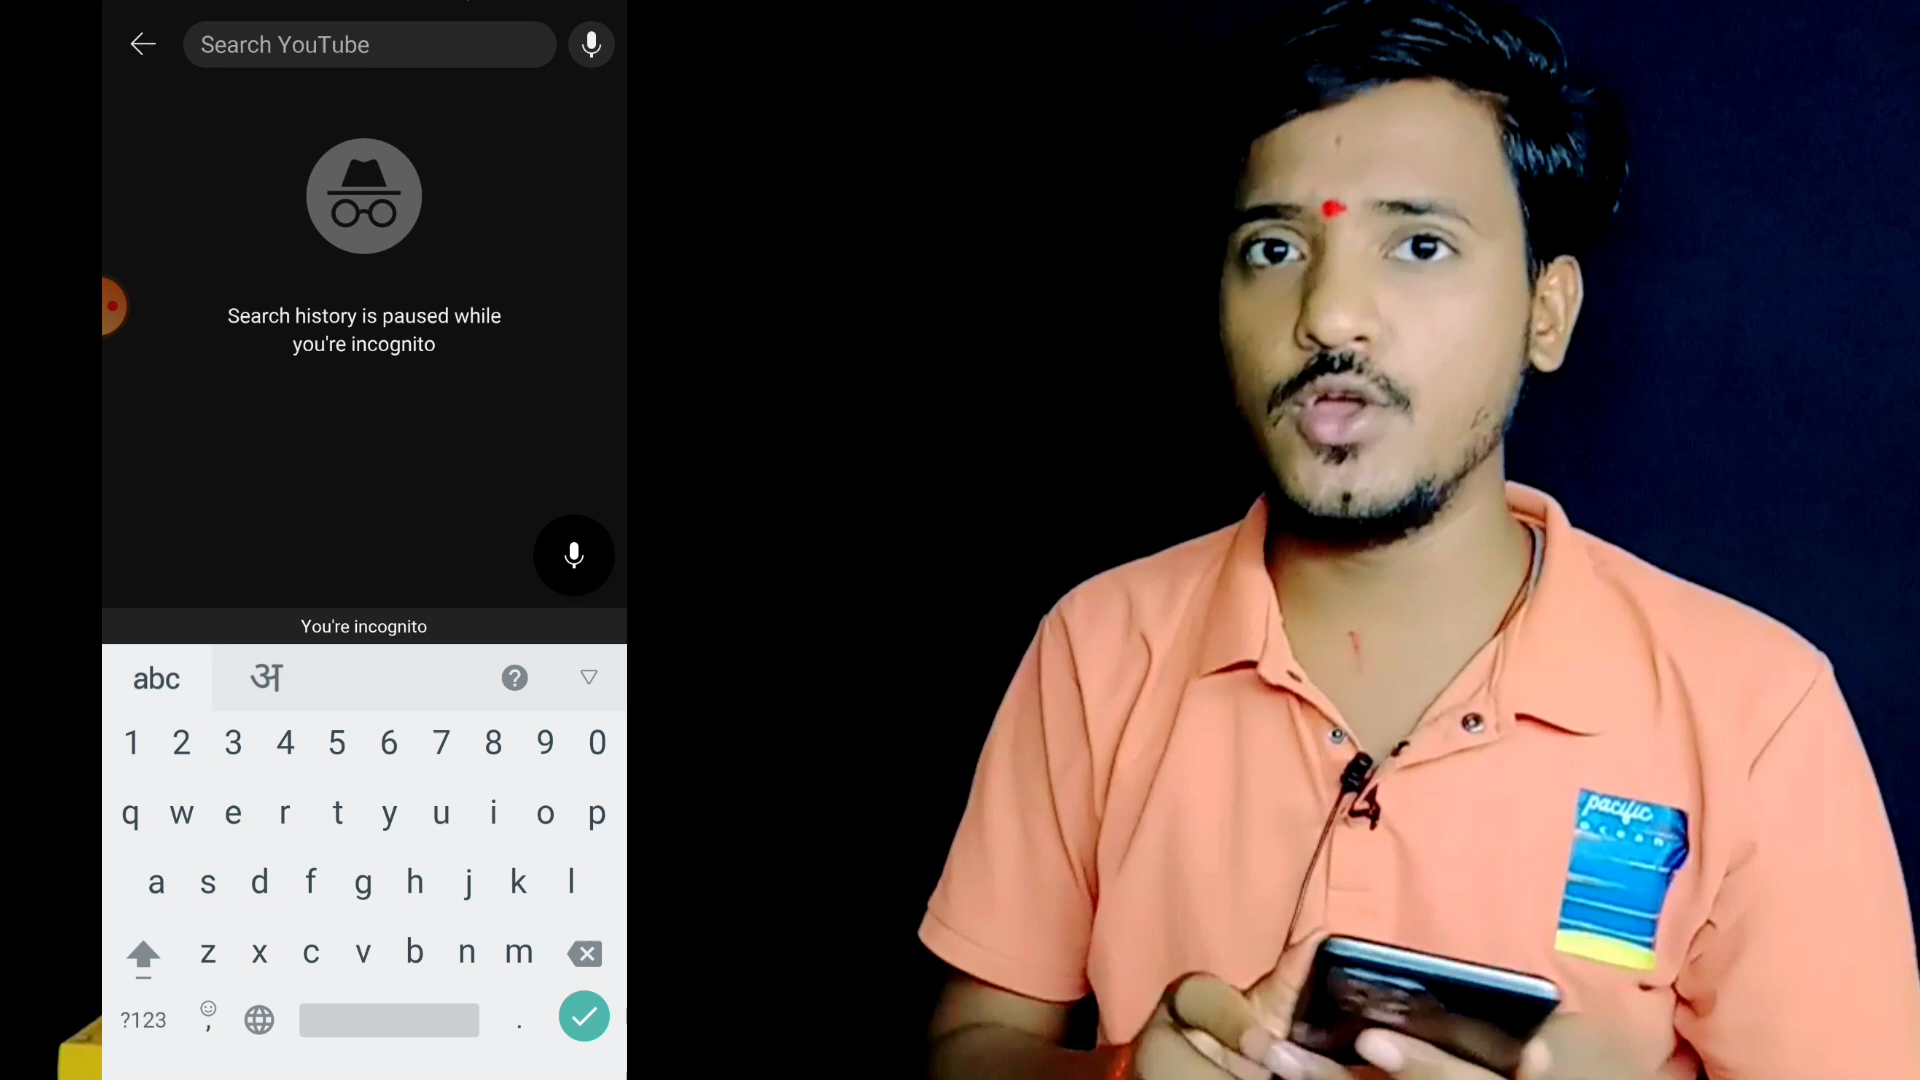 Search YouTube
Search history is paused while
you're incognito
You're incognito
abc अ ?
1 2 3 4 5 6 7 8 9 0
q w e r t y u i o p
a s d f g h j k l
z x c v b n m
?123 , .
pacific
ocean